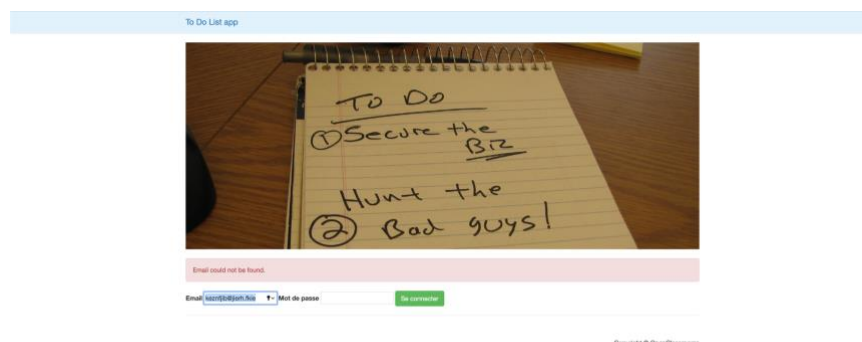 To Do List app
To Do
① Secure the
BR
Hunt the
② Bad guys!
Email could not be found.
Email Mot de passe Se connecter